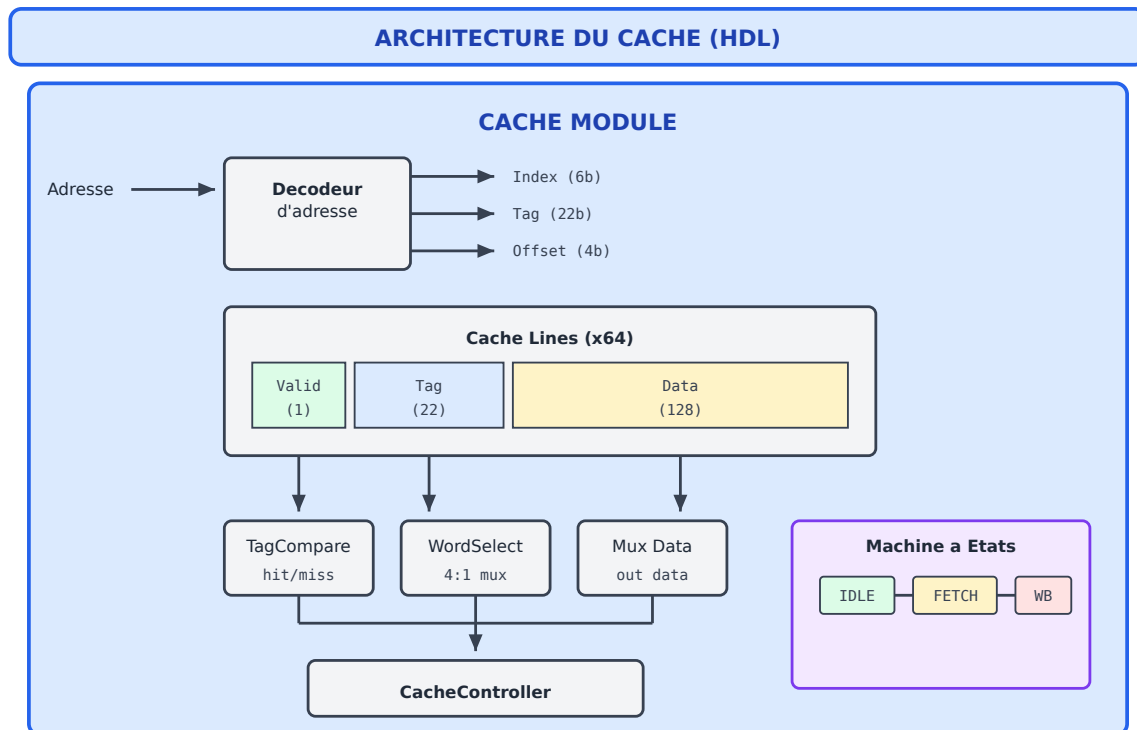 ARCHITECTURE DU CACHE (HDL)
CACHE MODULE
Adresse
Decodeur
d'adresse
Index (6b)
Tag (22b)
Offset (4b)
Cache Lines (x64)
Valid
(1)
Tag
(22)
Data
(128)
TagCompare
hit/miss
WordSelect
4:1 mux
Mux Data
out data
Machine a Etats
IDLE
FETCH
WB
CacheController